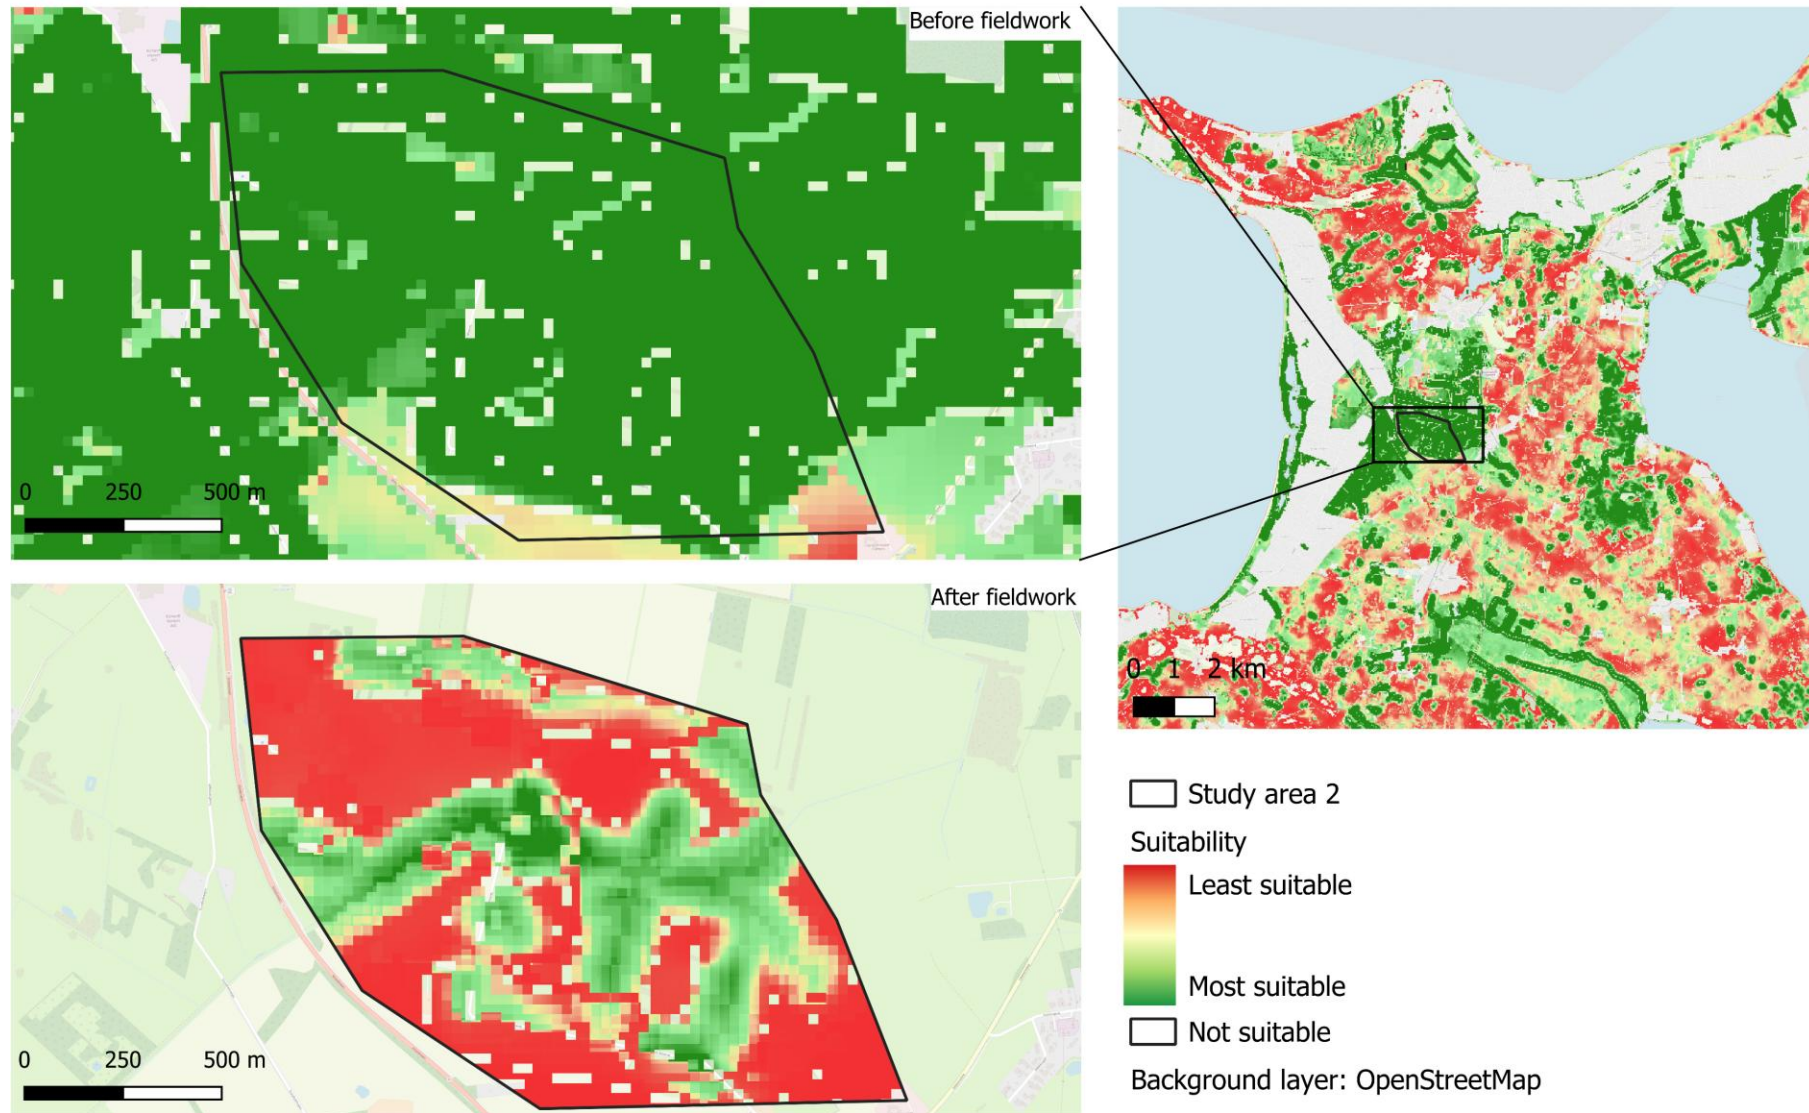 Before fieldwork
0 250 500 m
After fieldwork
0 250 500 m
0 1 2 km
Study area 2
Suitability
Least suitable
Most suitable
Not suitable
Background layer: OpenStreetMap